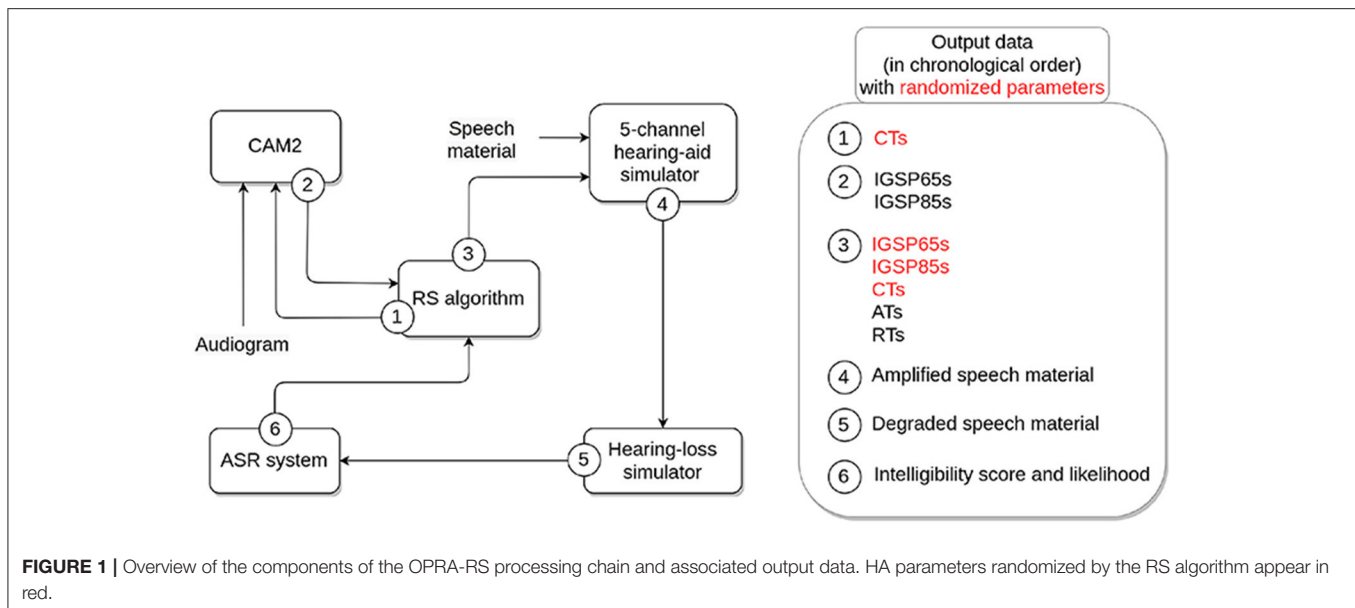 Output data
(in chronological order)
with randomized parameters
CAM2
2
Speech
material
5-channel
hearing-aid
simulator
4
3
RS algorithm
1
Audiogram
6
ASR system
5
Hearing-loss
simulator
1 CTs
2 IGSP65s
IGSP85s
3 IGSP65s
IGSP85s
CTs
ATs
RTs
4 Amplified speech material
5 Degraded speech material
6 Intelligibility score and likelihood
FIGURE 1 | Overview of the components of the OPRA-RS processing chain and associated output data. HA parameters randomized by the RS algorithm appear in
red.